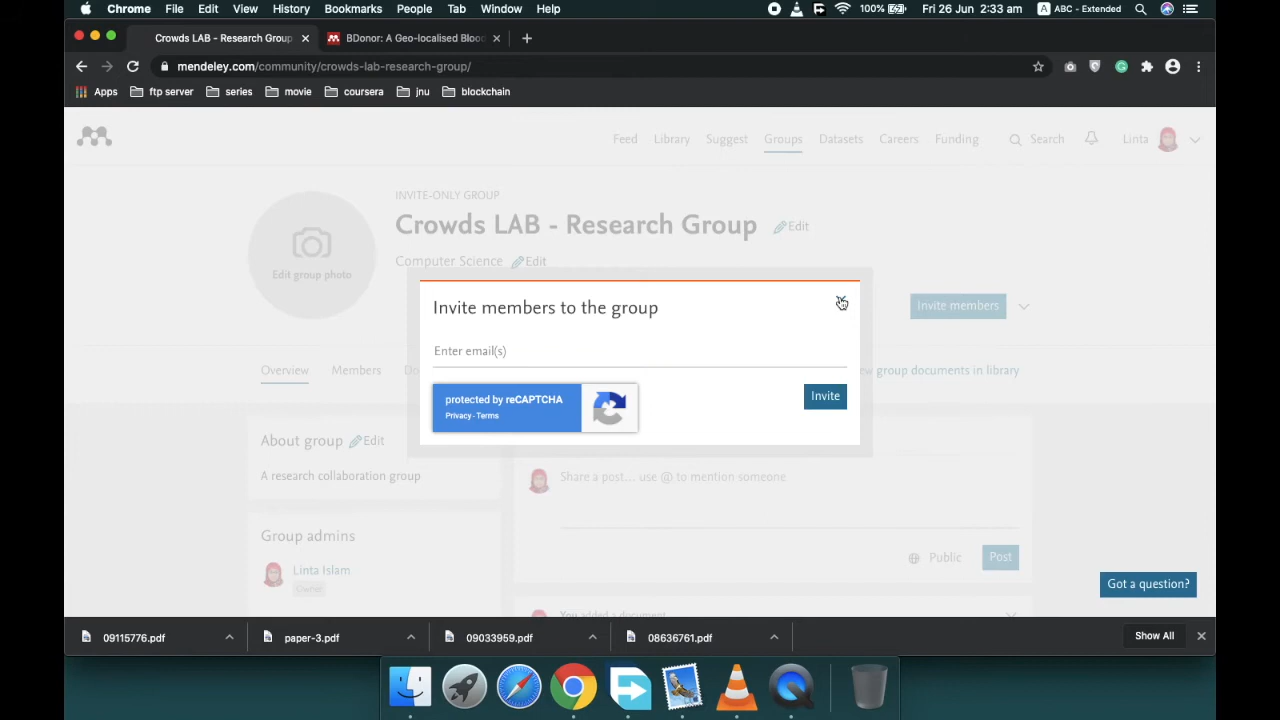 Chrome File Edit View History Bookmarks People Tab Window Help 100% Fri 26 Jun 2:33 am A ABC - Extended
Crowds LAB - Research Group BDonor: A Geo-localised Blood
mendeley.com/community/crowds-lab-research-group/
Apps ftp server series movie coursera jnu blockchain
Feed Library Suggest Groups Datasets Careers Funding Search Linta
INVITE-ONLY GROUP
Crowds LAB - Research Group Edit
Edit group photo
Computer Science Edit
Invite members to the group
Invite members
Enter email(s)
Overview Members group documents in library
protected by reCAPTCHA
Privacy - Terms
Invite
About group Edit
A research collaboration group
Share a post... use @ to mention someone
Group admins
Linta Islam
Public Post
You added a document
Got a question?
09115776.pdf paper-3.pdf 09033959.pdf 08636761.pdf Show All